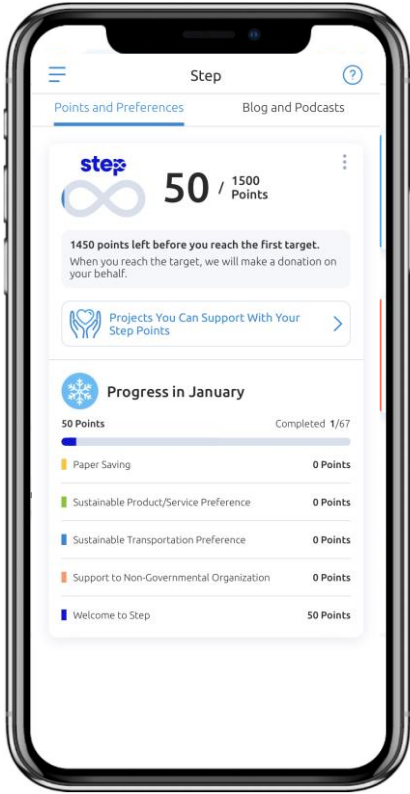 Step
?
Points and Preferences
Blog and Podcasts
step
50 / 1500 Points
1450 points left before you reach the first target.
When you reach the target, we will make a donation on
your behalf.
Projects You Can Support With Your
Step Points
Progress in January
50 Points
Completed 1/67
Paper Saving
0 Points
Sustainable Product/Service Preference
0 Points
Sustainable Transportation Preference
0 Points
Support to Non-Governmental Organization
0 Points
Welcome to Step
50 Points